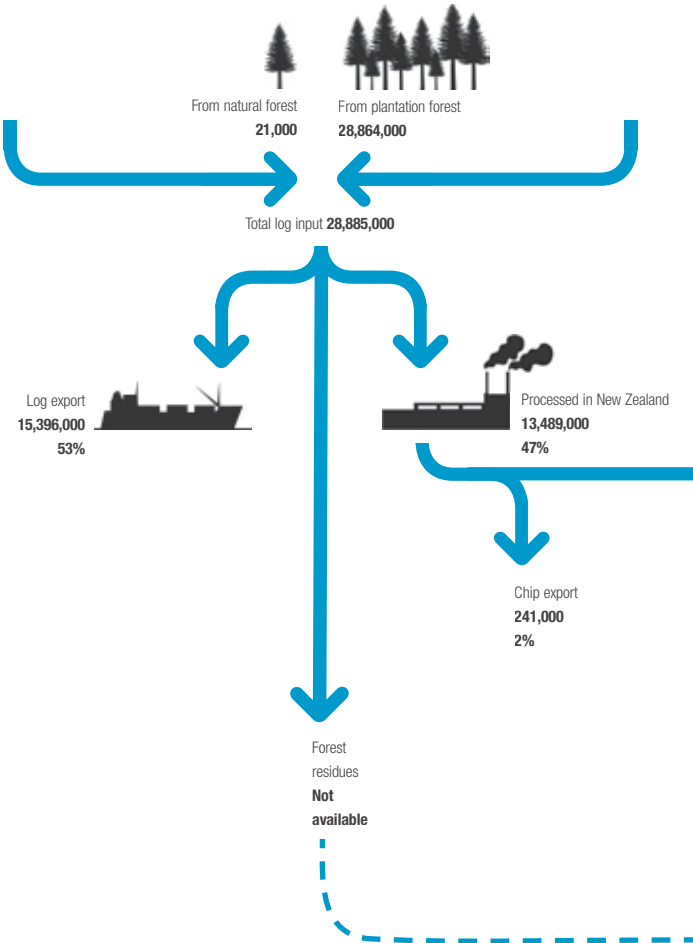 From natural forest
21,000
From plantation forest
28,864,000
Total log input 28,885,000
Log export
15,396,000
53%
Processed in New Zealand
13,489,000
47%
Chip export
241,000
2%
Forest
residues
Not
available